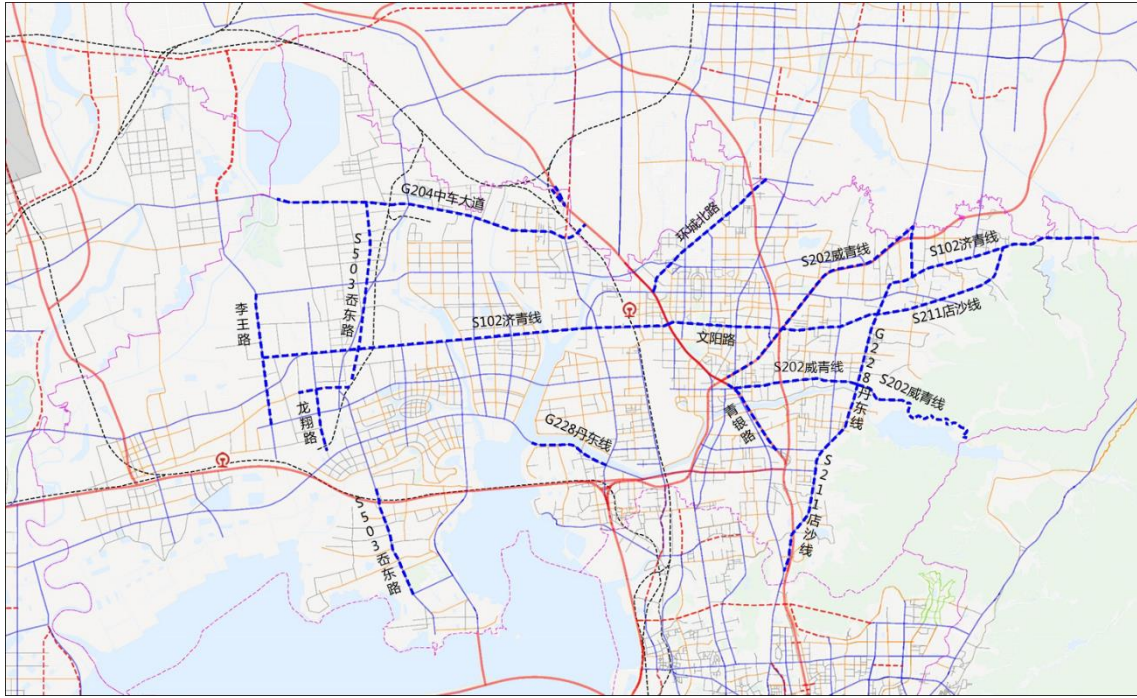 G204中车大道
环城北路
S202威青线
S102济青线
S503岙东路
李王路
S102济青线
文阳路
S211店沙线
G228丹东线
S202威青线
S202威青线
龙翔路
青银路
G228丹东线
S211店沙线
S503岙东路